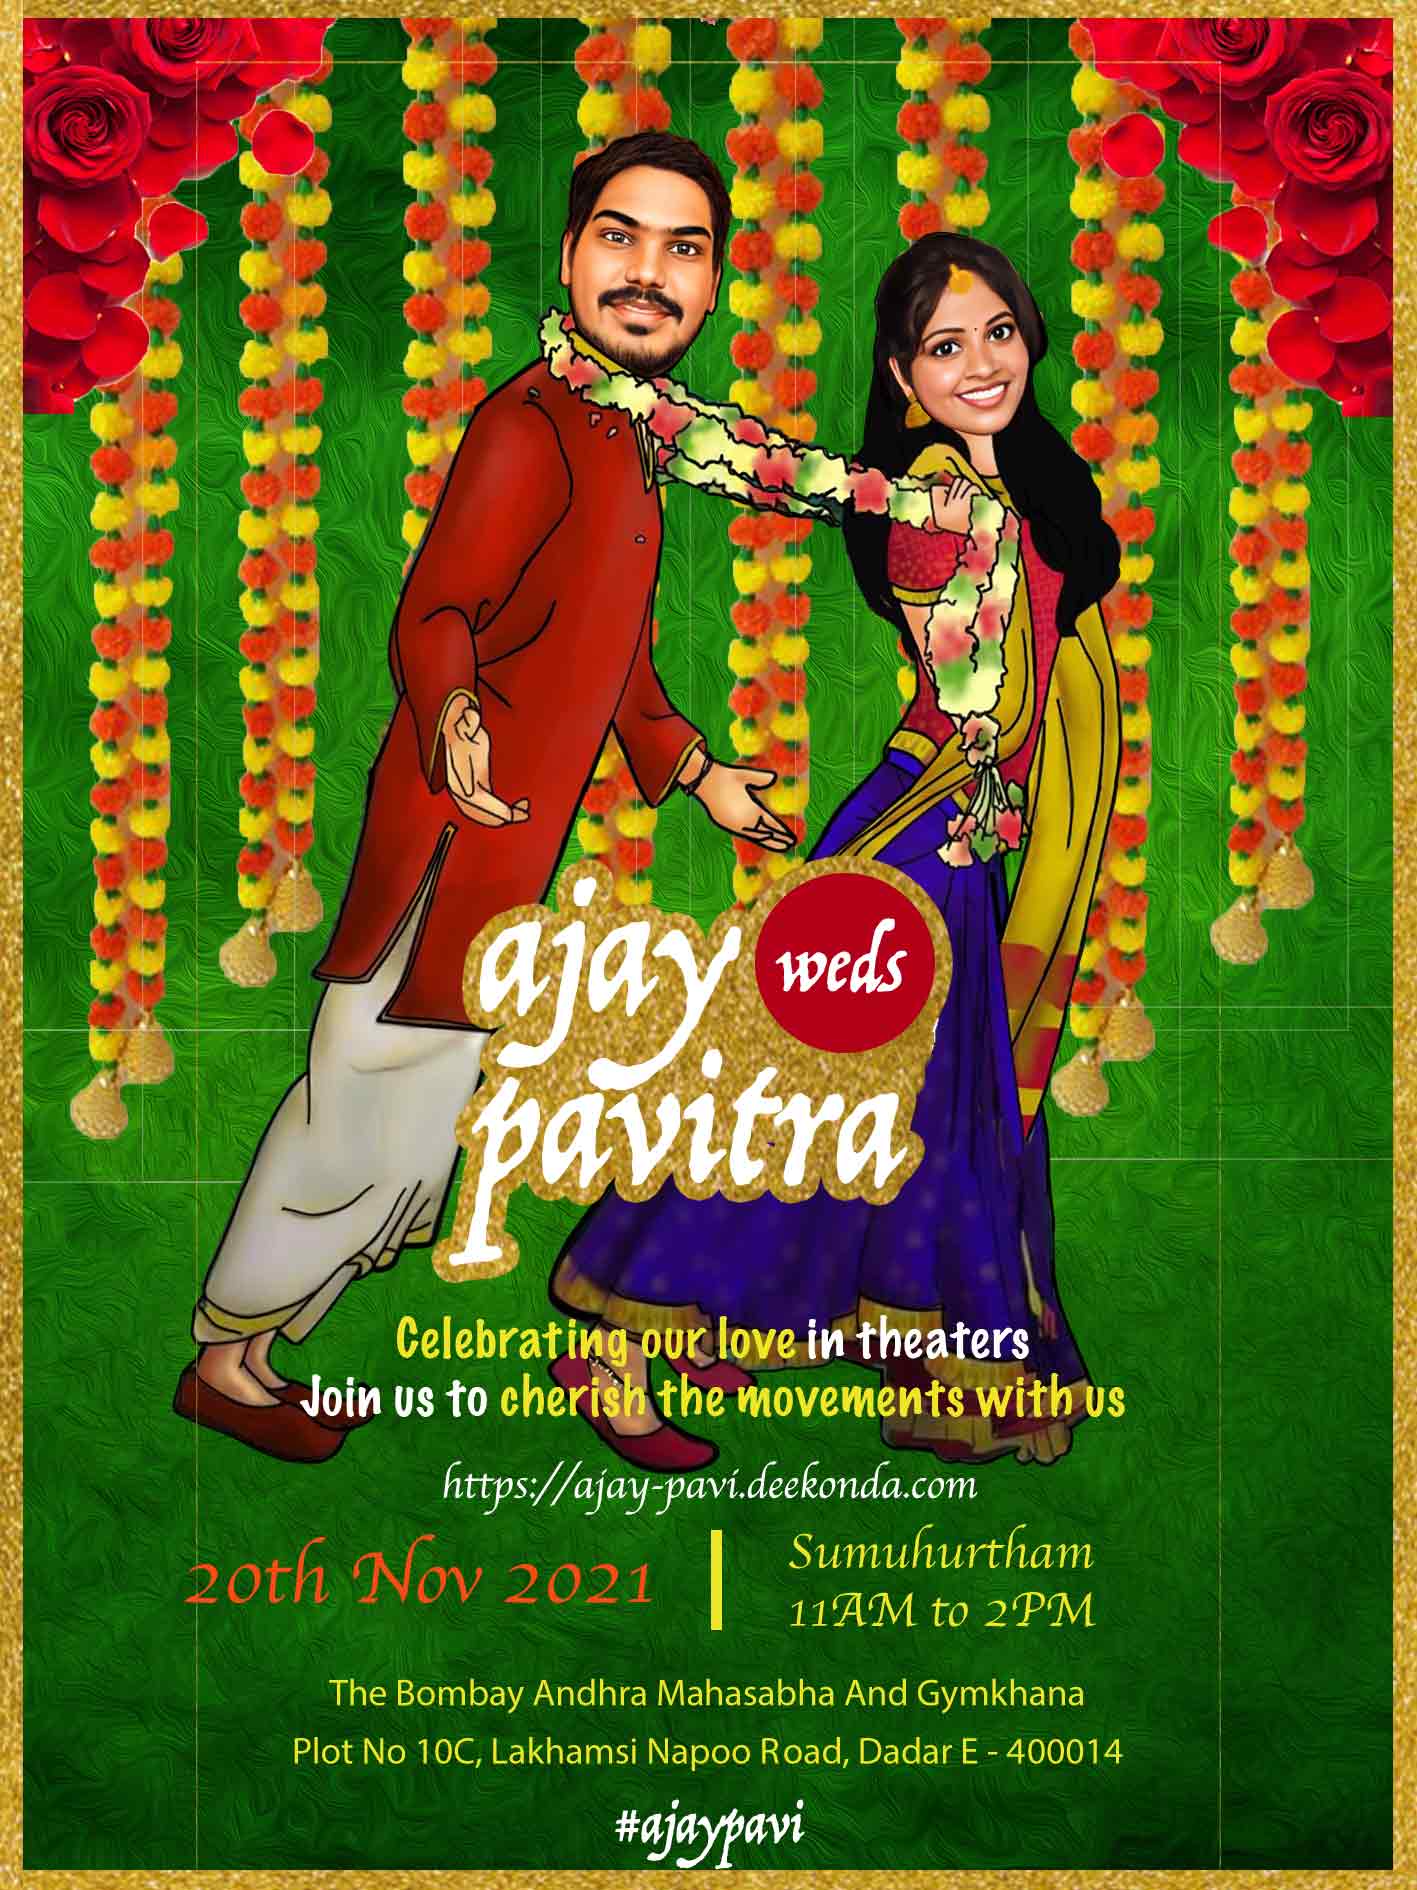 ajay weds
pavitra
Celebrating our love in theaters
Join us to cherish the movements with us
https://ajay-pavi.deekonda.com
20th Nov 2021
Sumuhurtham
11AM to 2PM
The Bombay Andhra Mahasabha And Gymkhana
Plot No 10C, Lakhamsi Napoo Road, Dadar E - 400014
#ajaypavi